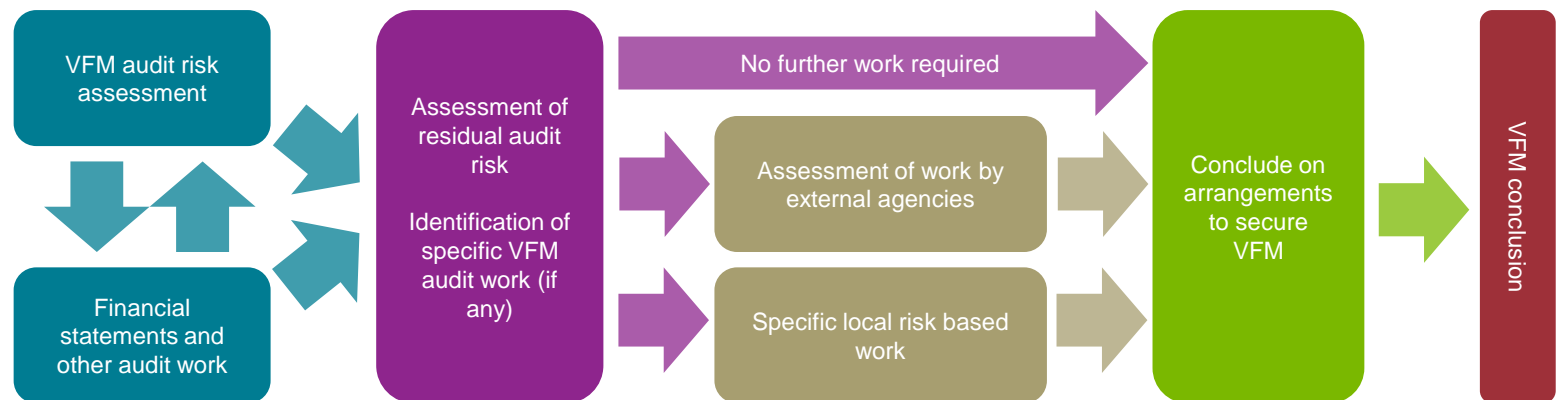 VFM audit risk
assessment
Financial
statements and
other audit work
Assessment of
residual audit
risk
Identification of
specific VFM
audit work (if
any)
No further work required
Assessment of work by
external agencies
Specific local risk based
work
Conclude on
arrangements
to secure
VFM
VFM conclusion